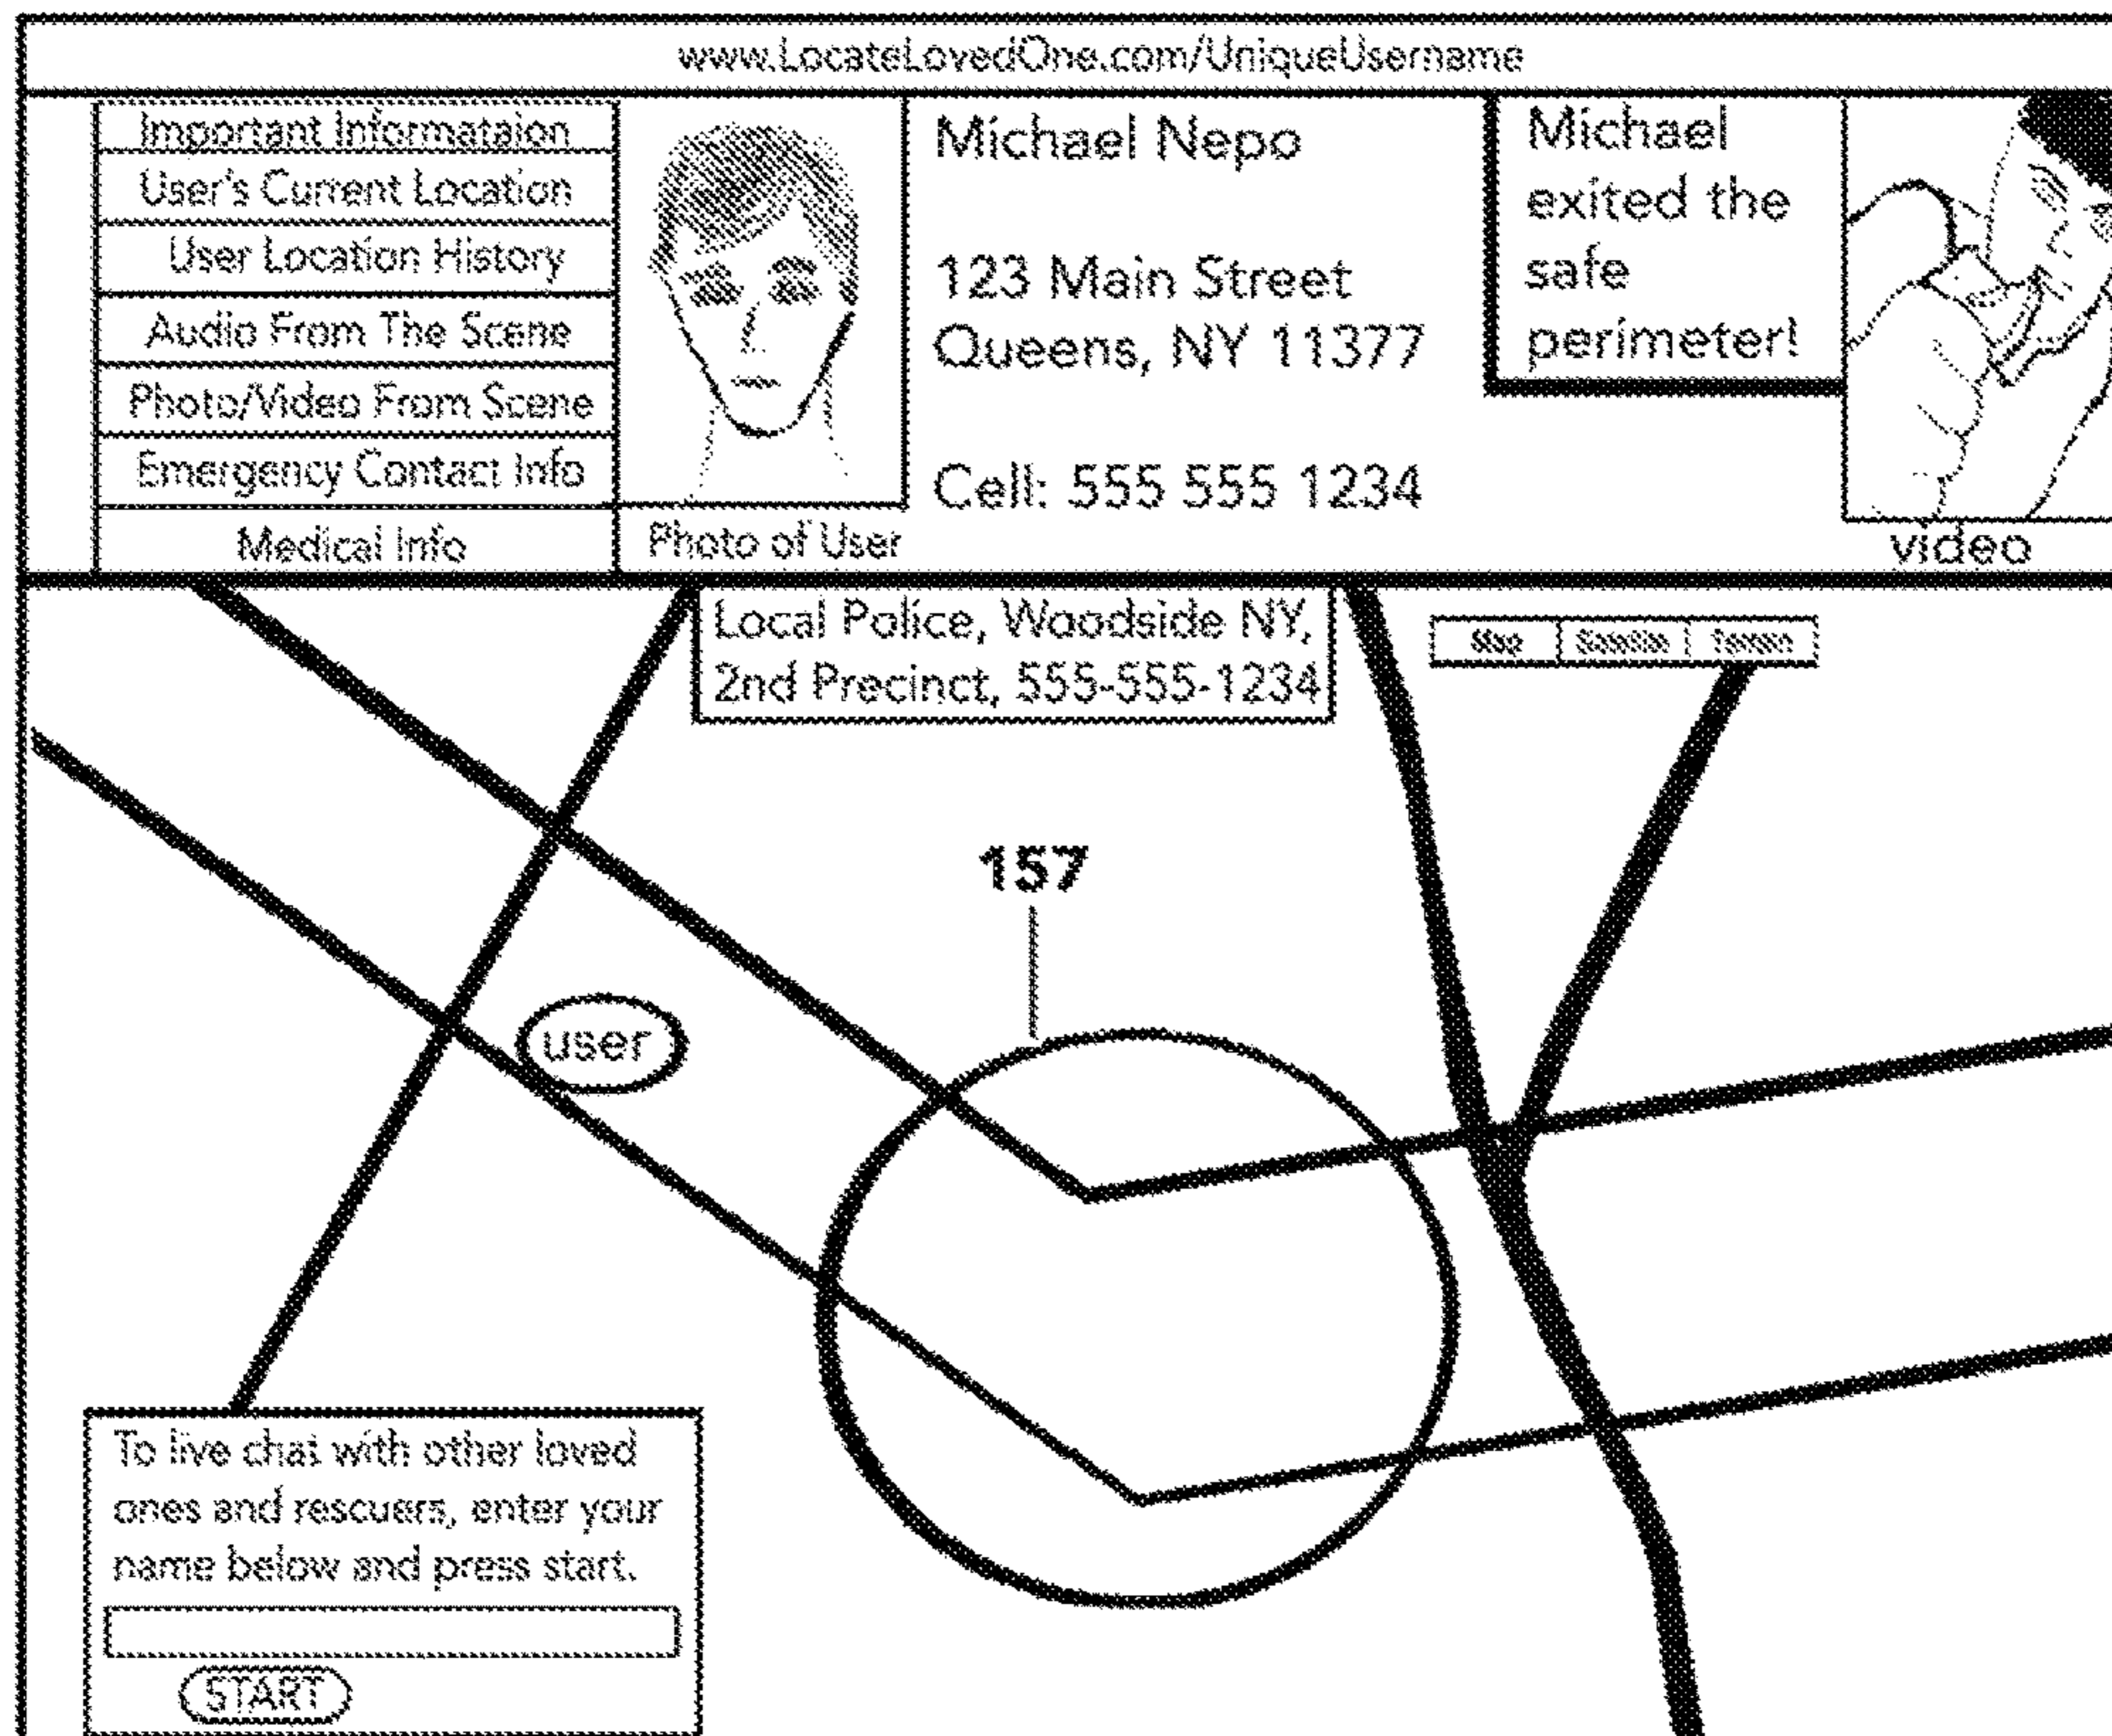 www.LocateLovedOne.com/UniqueUsername
Important Informataion
User's Current Location
User Location History
Audio From The Scene
Photo/Video From Scene
Emergency Contact Info
Medical Info
Photo of User
Michael Nepo
123 Main Street
Queens, NY 11377
Cell: 555 555 1234
Michael
exited the
safe
perimeter!
video
Local Police, Woodside NY,
2nd Precinct, 555-555-1234
Map Satellite Terrain
157
user
To live chat with other loved
ones and rescuers, enter your
name below and press start.
START